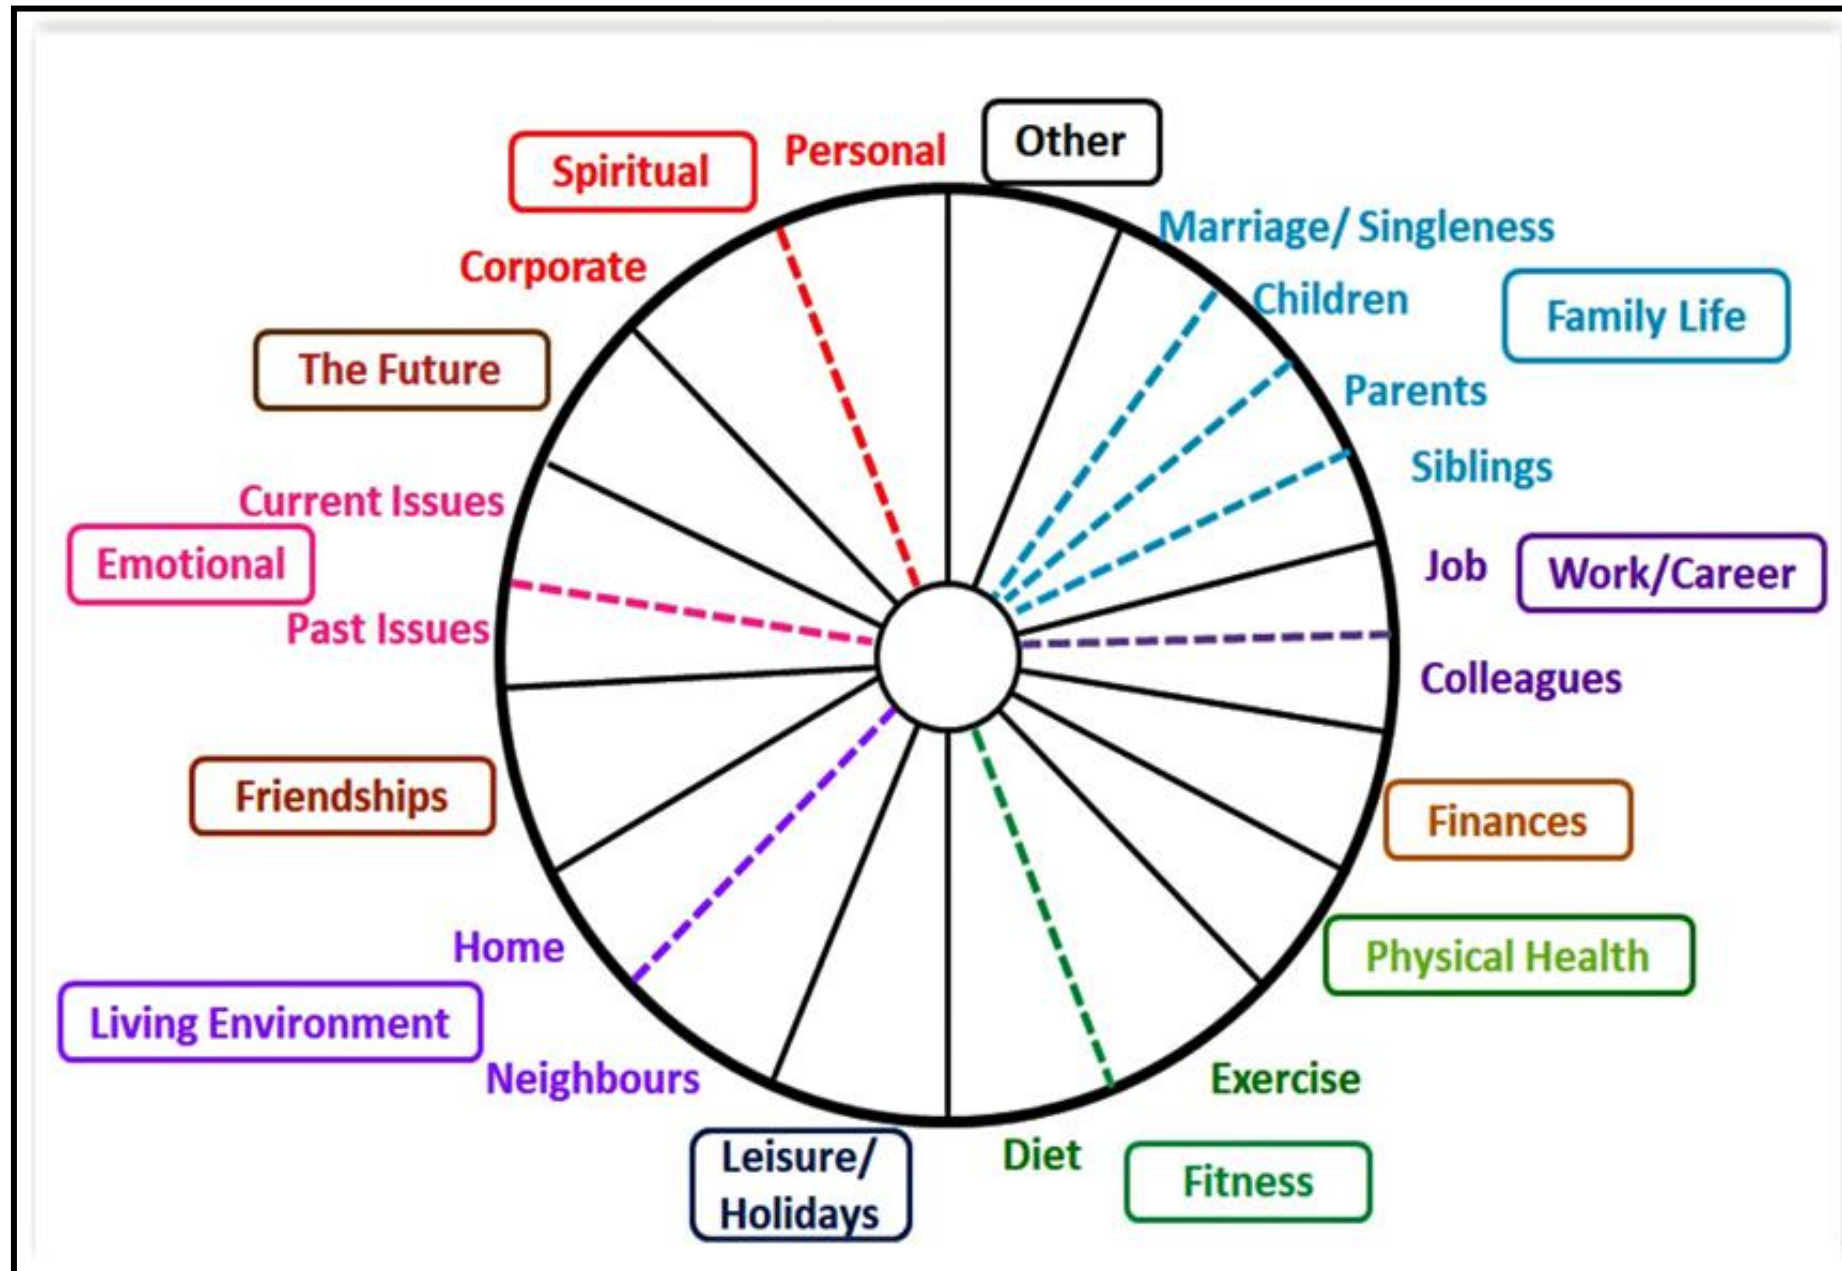 Other
Personal
Spiritual
Marriage/ Singleness
Corporate
Children
Family Life
The Future
Parents
Siblings
Current Issues
Emotional
Job
Work/Career
Past Issues
Colleagues
Friendships
Finances
Home
Physical Health
Living Environment
Neighbours
Exercise
Leisure/
Holidays
Diet
Fitness